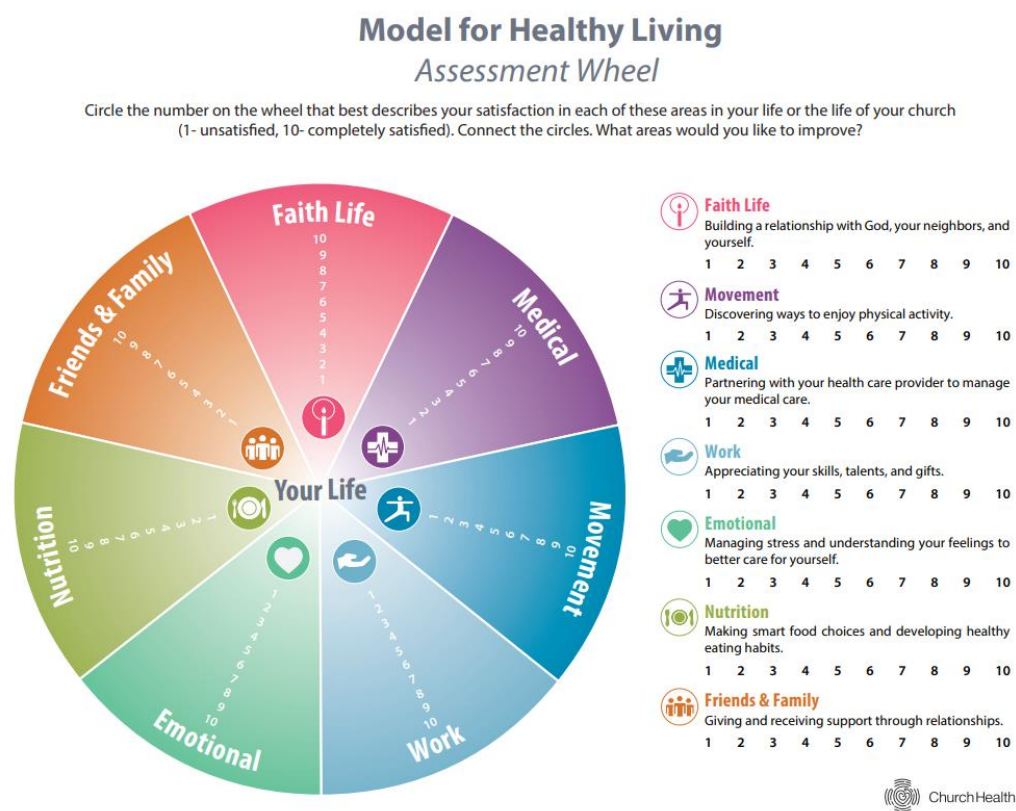 Model for Healthy Living
Assessment Wheel
Circle the number on the wheel that best describes your satisfaction in each of these areas in your life or the life of your church
(1- unsatisfied, 10- completely satisfied). Connect the circles. What areas would you like to improve?
Faith Life
10
9
8
7
6
5
4
3
2
1
Medical
10
9
8
7
6
5
4
3
2
1
Movement
1 2 3 4 5 6 7 8 9 10
Work
1
2
3
4
5
6
7
8
9
10
Emotional
1
2
3
4
5
6
7
8
9
10
Nutrition
10 9 8 7 6 5 4 3 2 1
Friends & Family
10
9
8
7
6
5
4
3
2
1
Your Life
Faith Life
Building a relationship with God, your neighbors, and
yourself.
1 2 3 4 5 6 7 8 9 10
Movement
Discovering ways to enjoy physical activity.
1 2 3 4 5 6 7 8 9 10
Medical
Partnering with your health care provider to manage
your medical care.
1 2 3 4 5 6 7 8 9 10
Work
Appreciating your skills, talents, and gifts.
1 2 3 4 5 6 7 8 9 10
Emotional
Managing stress and understanding your feelings to
better care for yourself.
1 2 3 4 5 6 7 8 9 10
Nutrition
Making smart food choices and developing healthy
eating habits.
1 2 3 4 5 6 7 8 9 10
Friends & Family
Giving and receiving support through relationships.
1 2 3 4 5 6 7 8 9 10
Church Health